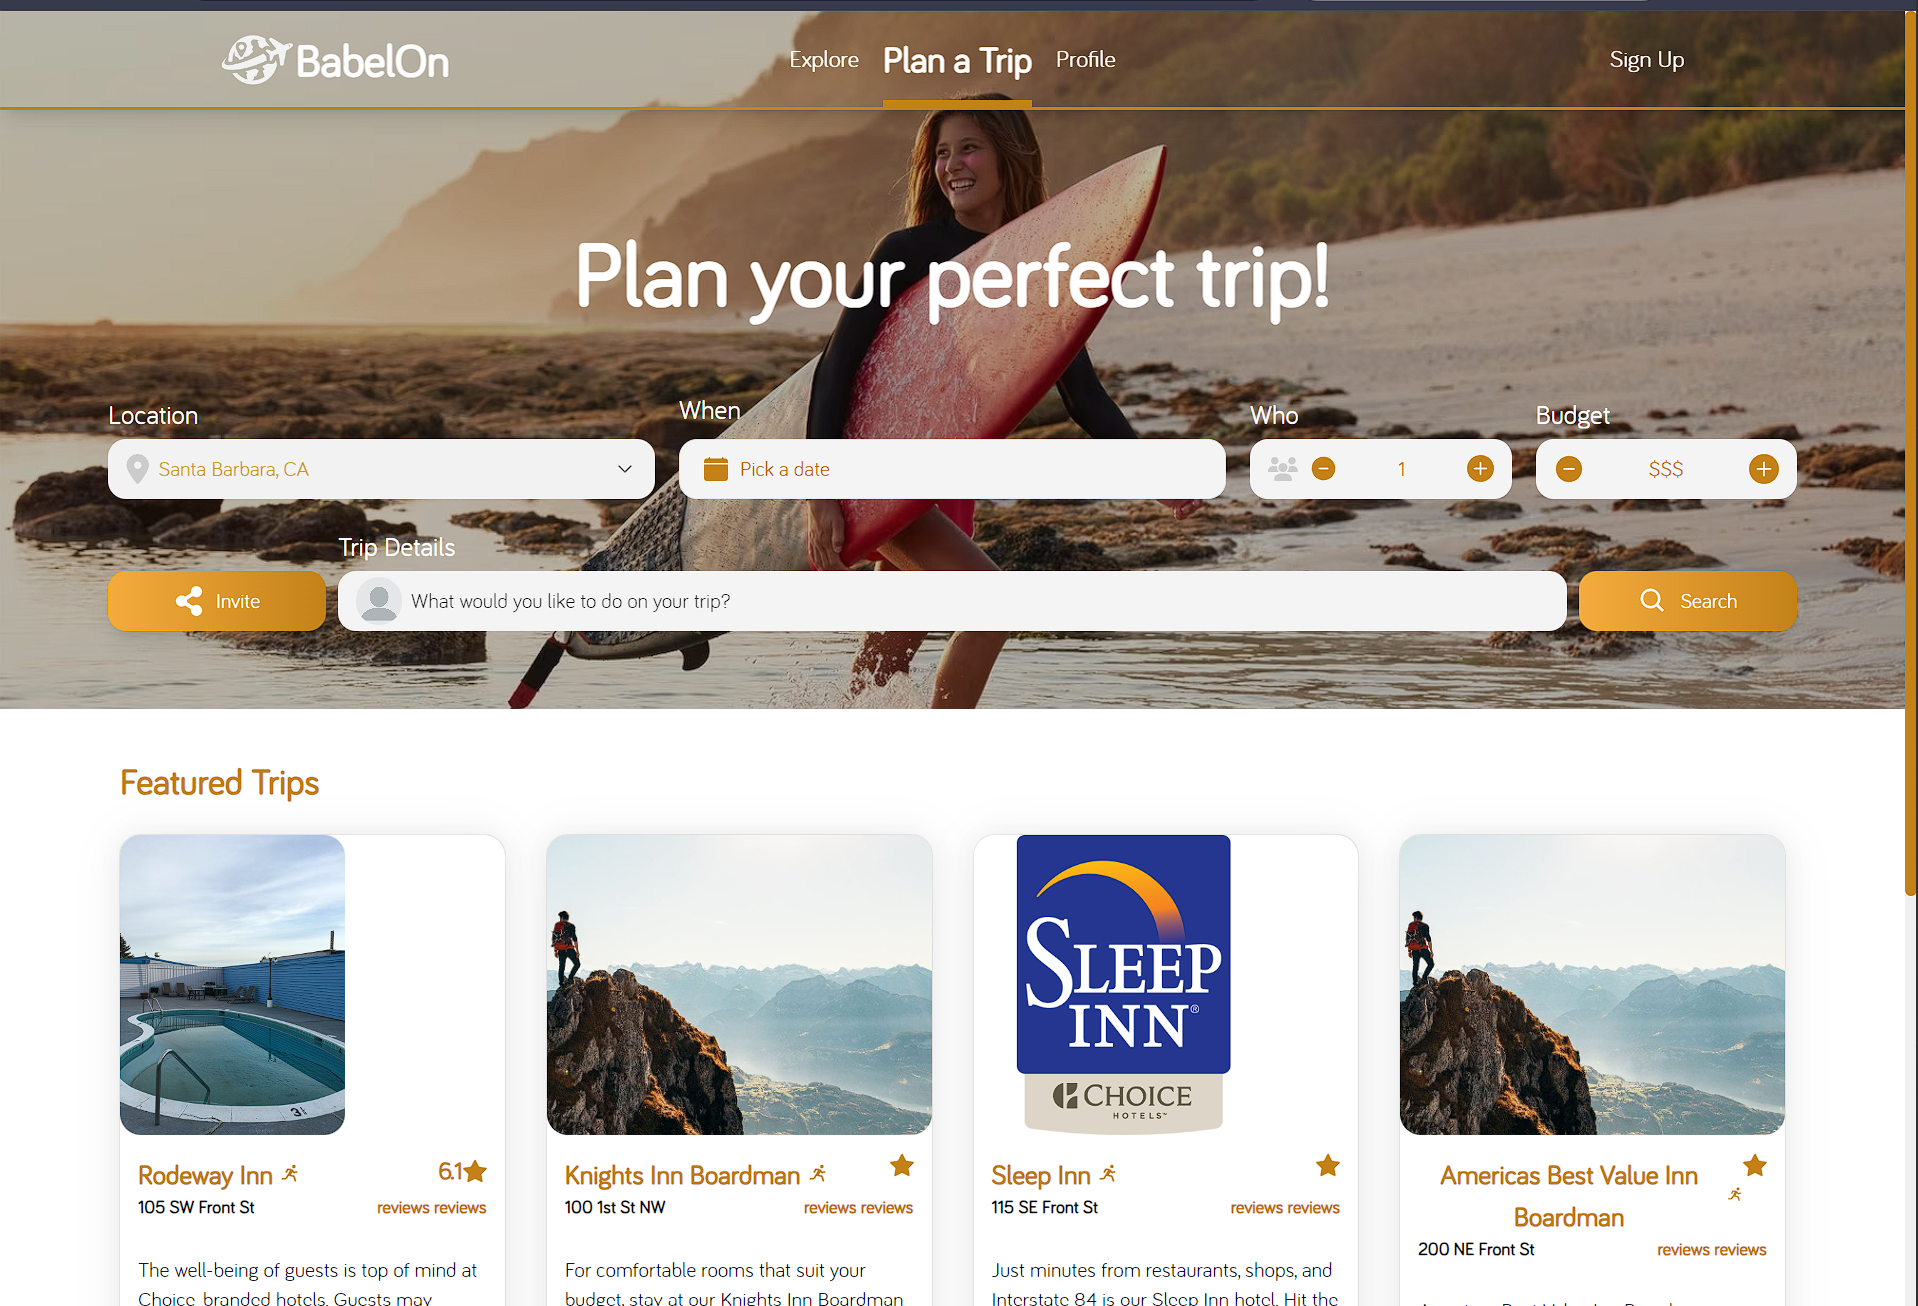 BabelOn
Explore
Plan a Trip
Profile
Sign Up
Plan your perfect trip!
Location
When
Who
Budget
Santa Barbara, CA
Pick a date
1
$$$
Trip Details
Invite
What would you like to do on your trip?
Search
Featured Trips
SLEEP
INN®
CHOICE
HOTELS™
Rodeway Inn
6.1
105 SW Front St
reviews reviews
The well-being of guests is top of mind at
Choice-branded hotels. Guests may
Knights Inn Boardman
100 1st St NW
reviews reviews
For comfortable rooms that suit your
budget, stay at our Knights Inn Boardman
Sleep Inn
115 SE Front St
reviews reviews
Just minutes from restaurants, shops, and
Interstate 84 is our Sleep Inn hotel. Hit the
Americas Best Value Inn
Boardman
200 NE Front St
reviews reviews